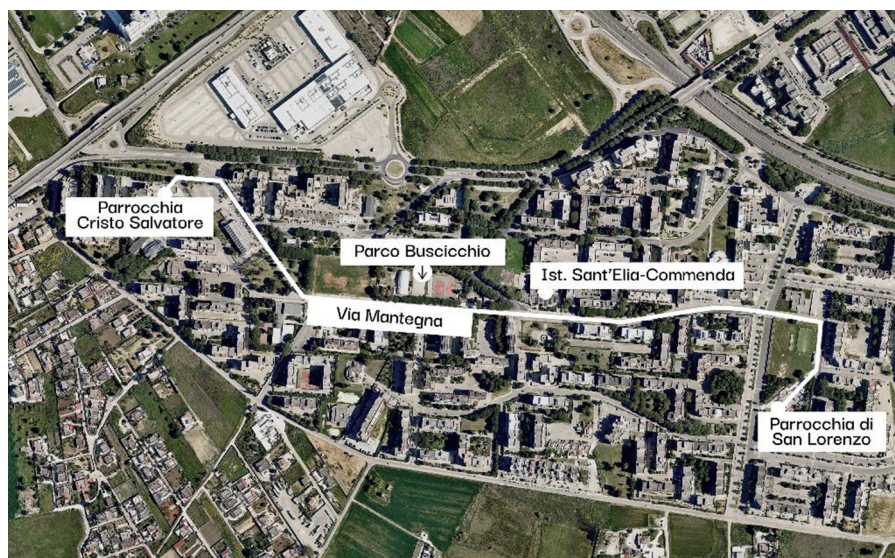 Parrocchia
Cristo Salvatore
Parco Buscicchio
Ist. Sant'Elia-Commenda
Via Mantegna
Parrocchia di
San Lorenzo